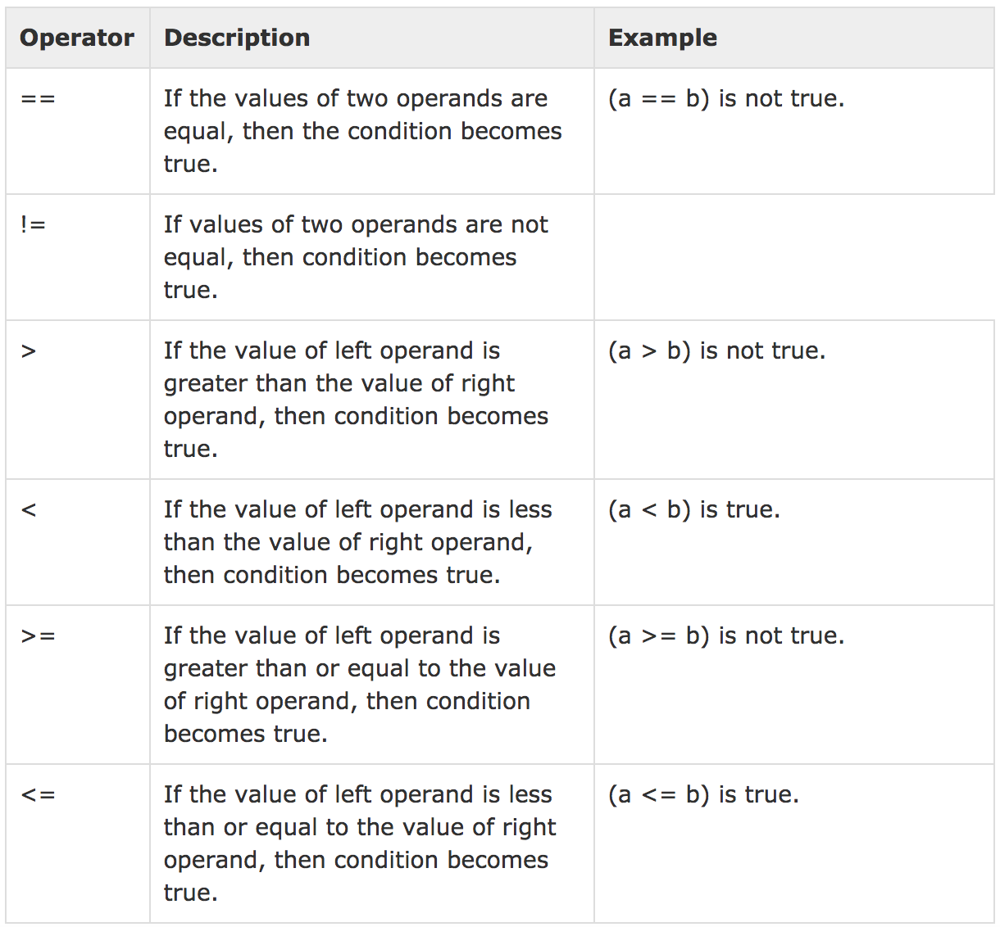 Operator Description Example
== If the values of two operands are (a == b) is not true.
equal, then the condition becomes
true.
!= If values of two operands are not
equal, then condition becomes
true.
> If the value of left operand is (a > b) is not true.
greater than the value of right
operand, then condition becomes
true.
< If the value of left operand is less (a < b) is true.
than the value of right operand,
then condition becomes true.
>= If the value of left operand is (a >= b) is not true.
greater than or equal to the value
of right operand, then condition
becomes true.
<= If the value of left operand is less (a <= b) is true.
than or equal to the value of right
operand, then condition becomes
true.